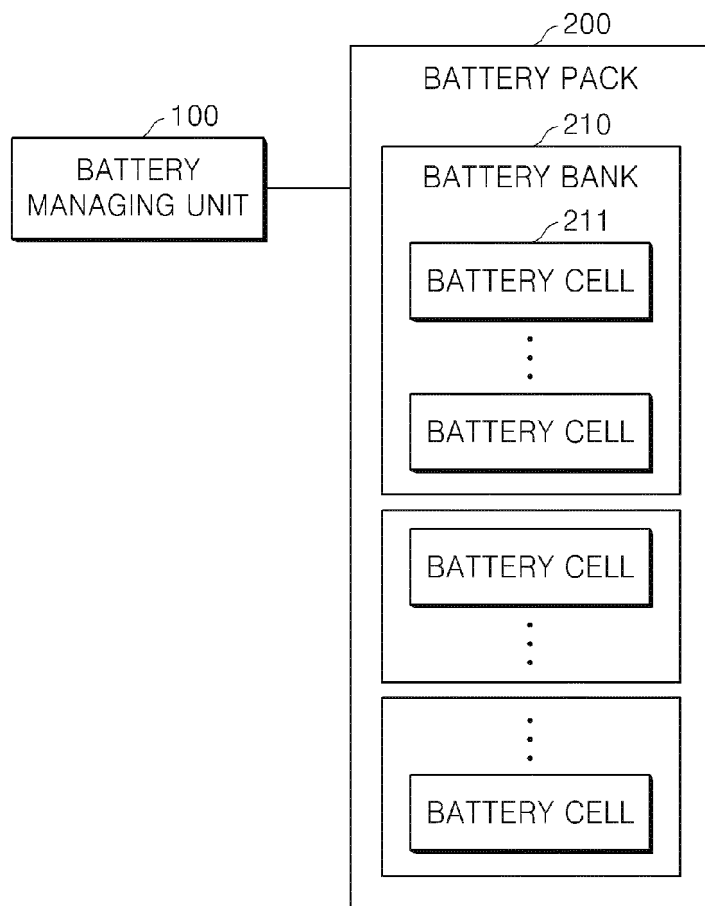 200
BATTERY PACK
100
BATTERY
MANAGING UNIT
210
BATTERY BANK
211
BATTERY CELL
BATTERY CELL
BATTERY CELL
BATTERY CELL